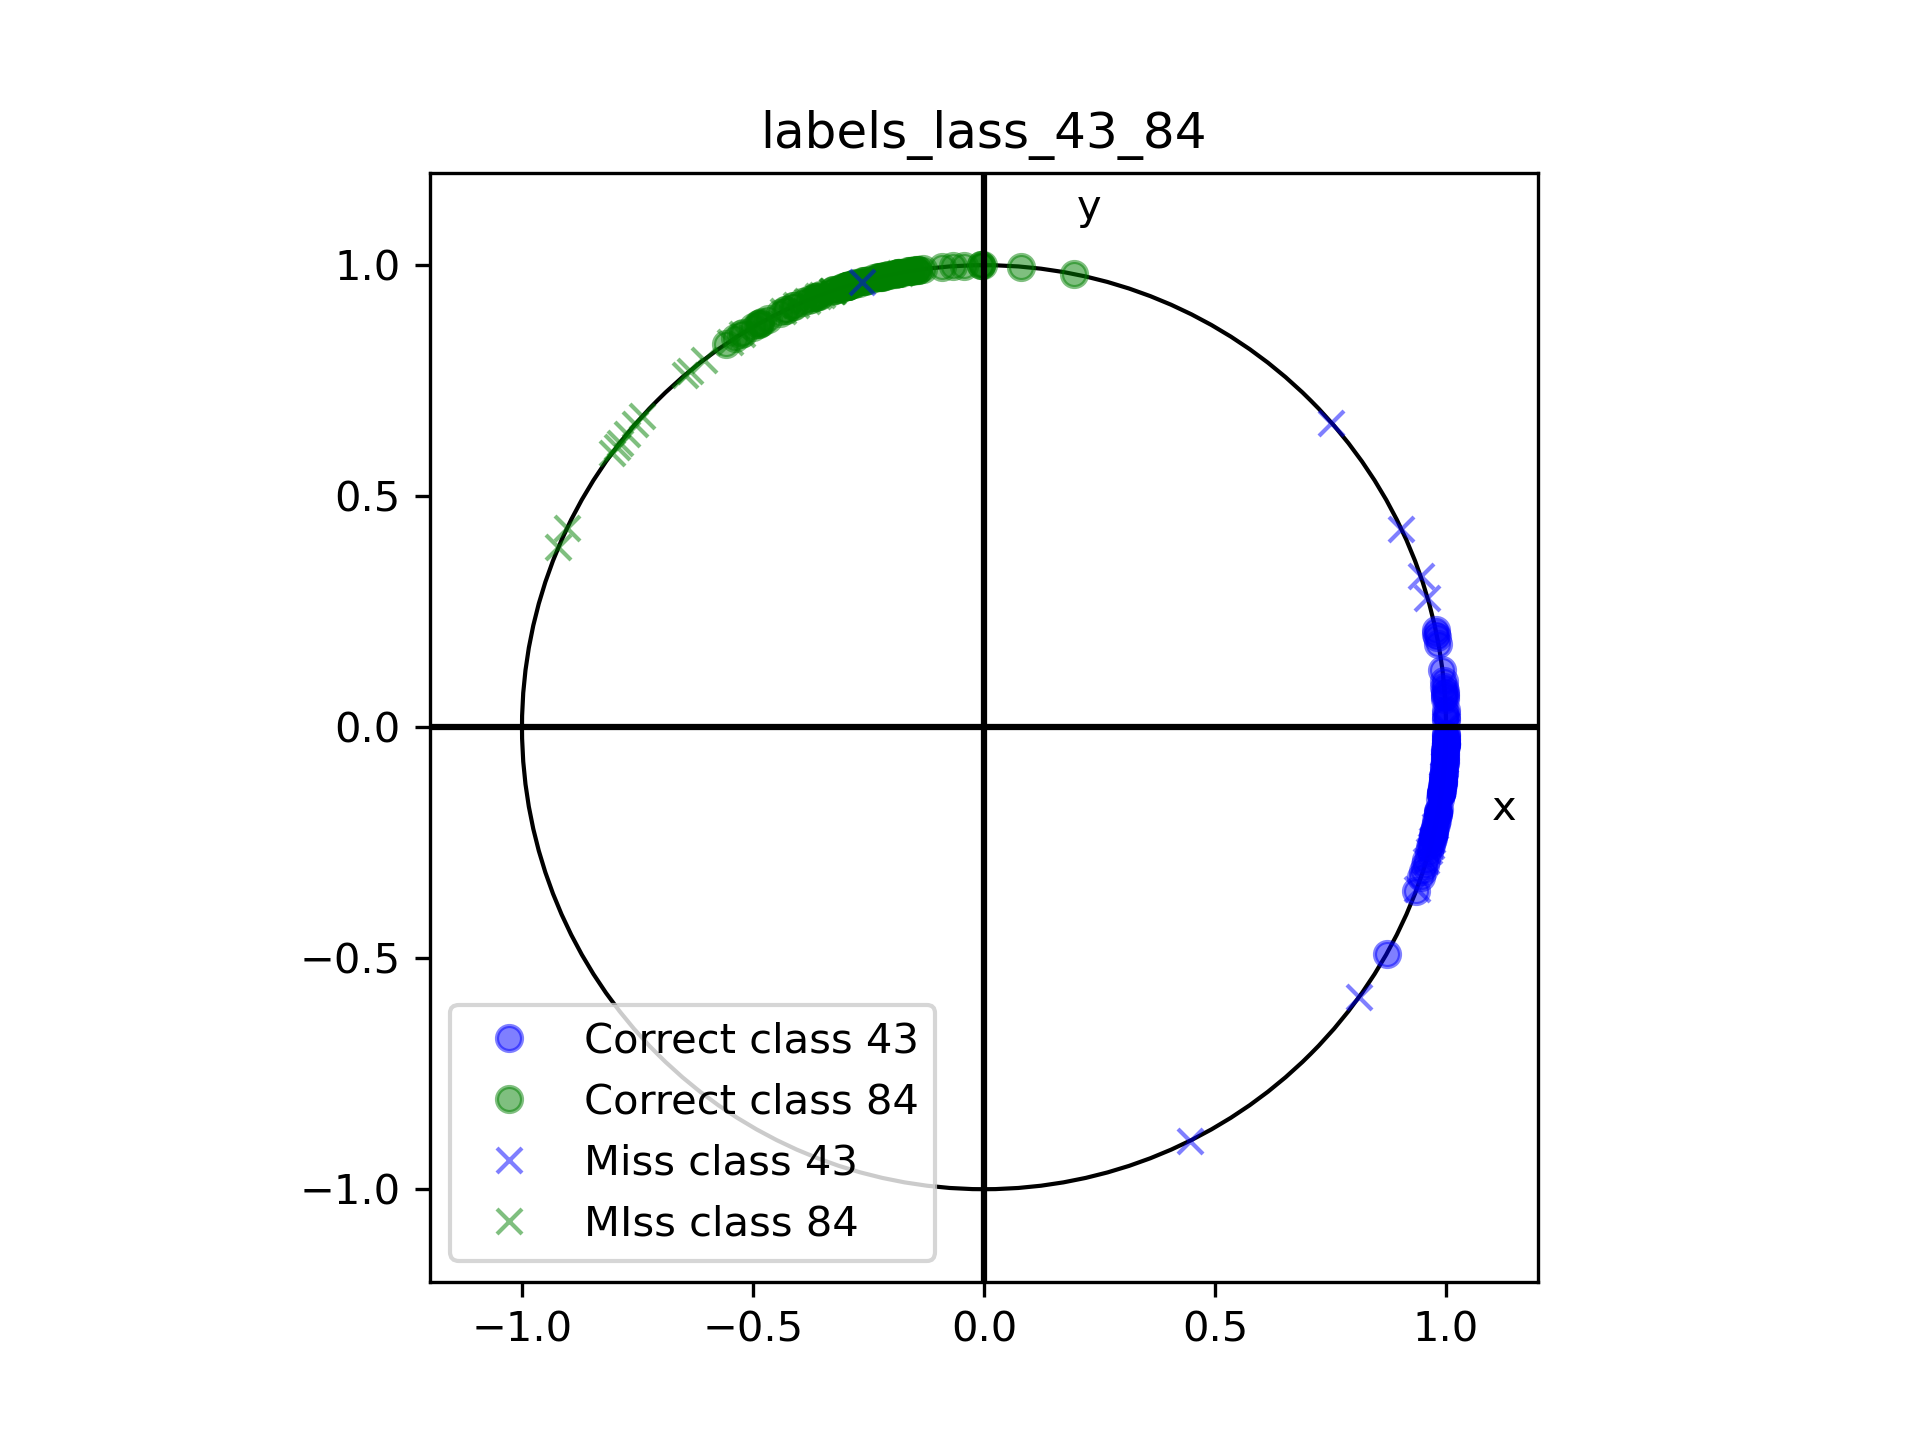 labels_lass_43_84
y
1.0
0.5
0.0
x
−0.5
−1.0
Correct class 43
Correct class 84
Miss class 43
MIss class 84
−1.0 −0.5 0.0 0.5 1.0